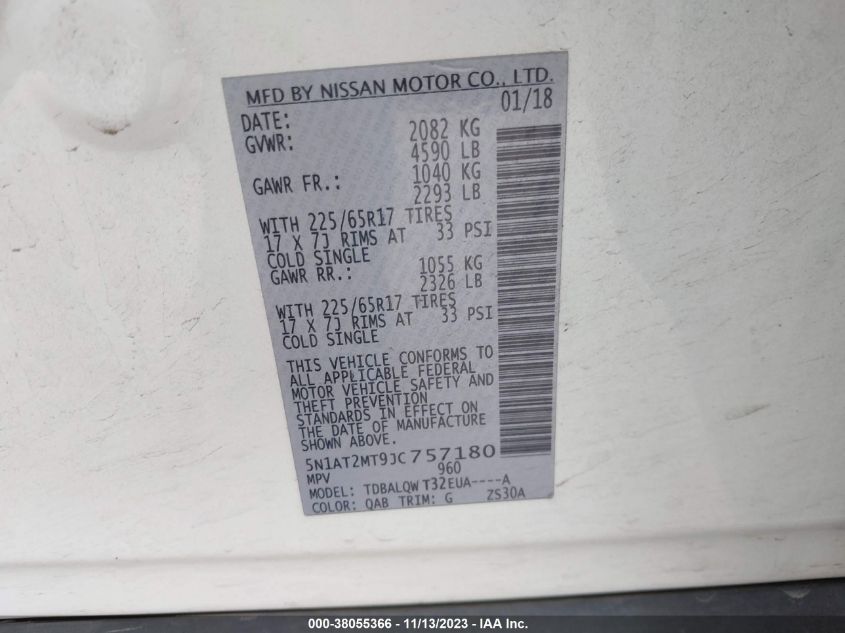 MFD BY NISSAN MOTOR CO., LTD.
DATE: 01/18
GVWR: 2082 KG
4590 LB
GAWR FR.: 1040 KG
2293 LB
WITH 225/65R17 TIRES
17 X 7J RIMS AT 33 PSI
COLD SINGLE
GAWR RR.: 1055 KG
2326 LB
WITH 225/65R17 TIRES
17 X 7J RIMS AT 33 PSI
COLD SINGLE
THIS VEHICLE CONFORMS TO
ALL APPLICABLE FEDERAL
MOTOR VEHICLE SAFETY AND
THEFT PREVENTION
STANDARDS IN EFFECT ON
THE DATE OF MANUFACTURE
SHOWN ABOVE.
5N1AT2MT9JC757180
MPV 960
MODEL: TDBALQWT32EUA----A
COLOR: QAB TRIM: G ZS30A
000-38055366 - 11/13/2023 - IAA Inc.